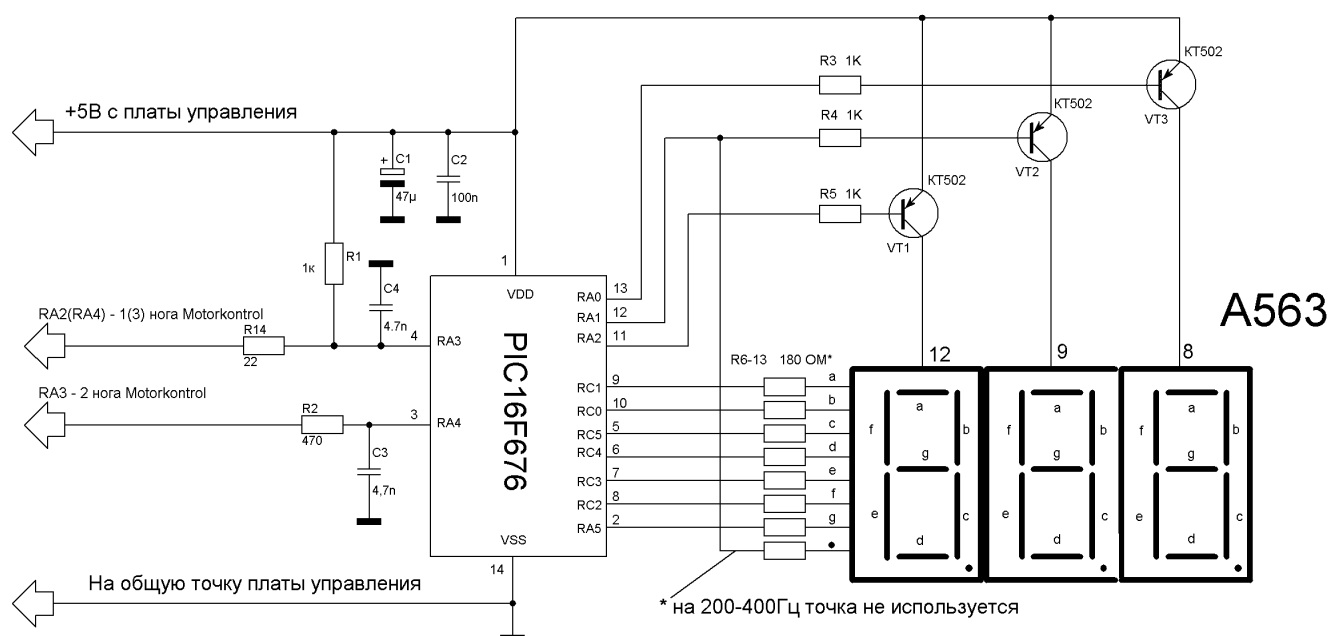 КТ502
R3 1K
VT3
+5В с платы управления
КТ502
R4 1K
VT2
+ C1
47µ
C2
100n
КТ502
R5 1K
VT1
R1
1к
1
C4
4.7n
VDD
13
RA0
12
RA1
11
RA2
A563
RA2(RA4) - 1(3) нога Motorkontrol
R14
22
4
RA3
PIC16F676
R6-13 180 ОМ*
12
9
8
RA3 - 2 нога Motorkontrol
R2
470
3
RA4
C3
4,7n
RC1
9
a
RC0
10
b
RC5
5
c
RC4
6
d
RC3
7
e
RC2
8
f
RA5
2
g
a
f
b
g
e
c
d
a
f
b
g
e
c
d
a
f
b
g
e
c
d
VSS
14
На общую точку платы управления
* на 200-400Гц точка не используется